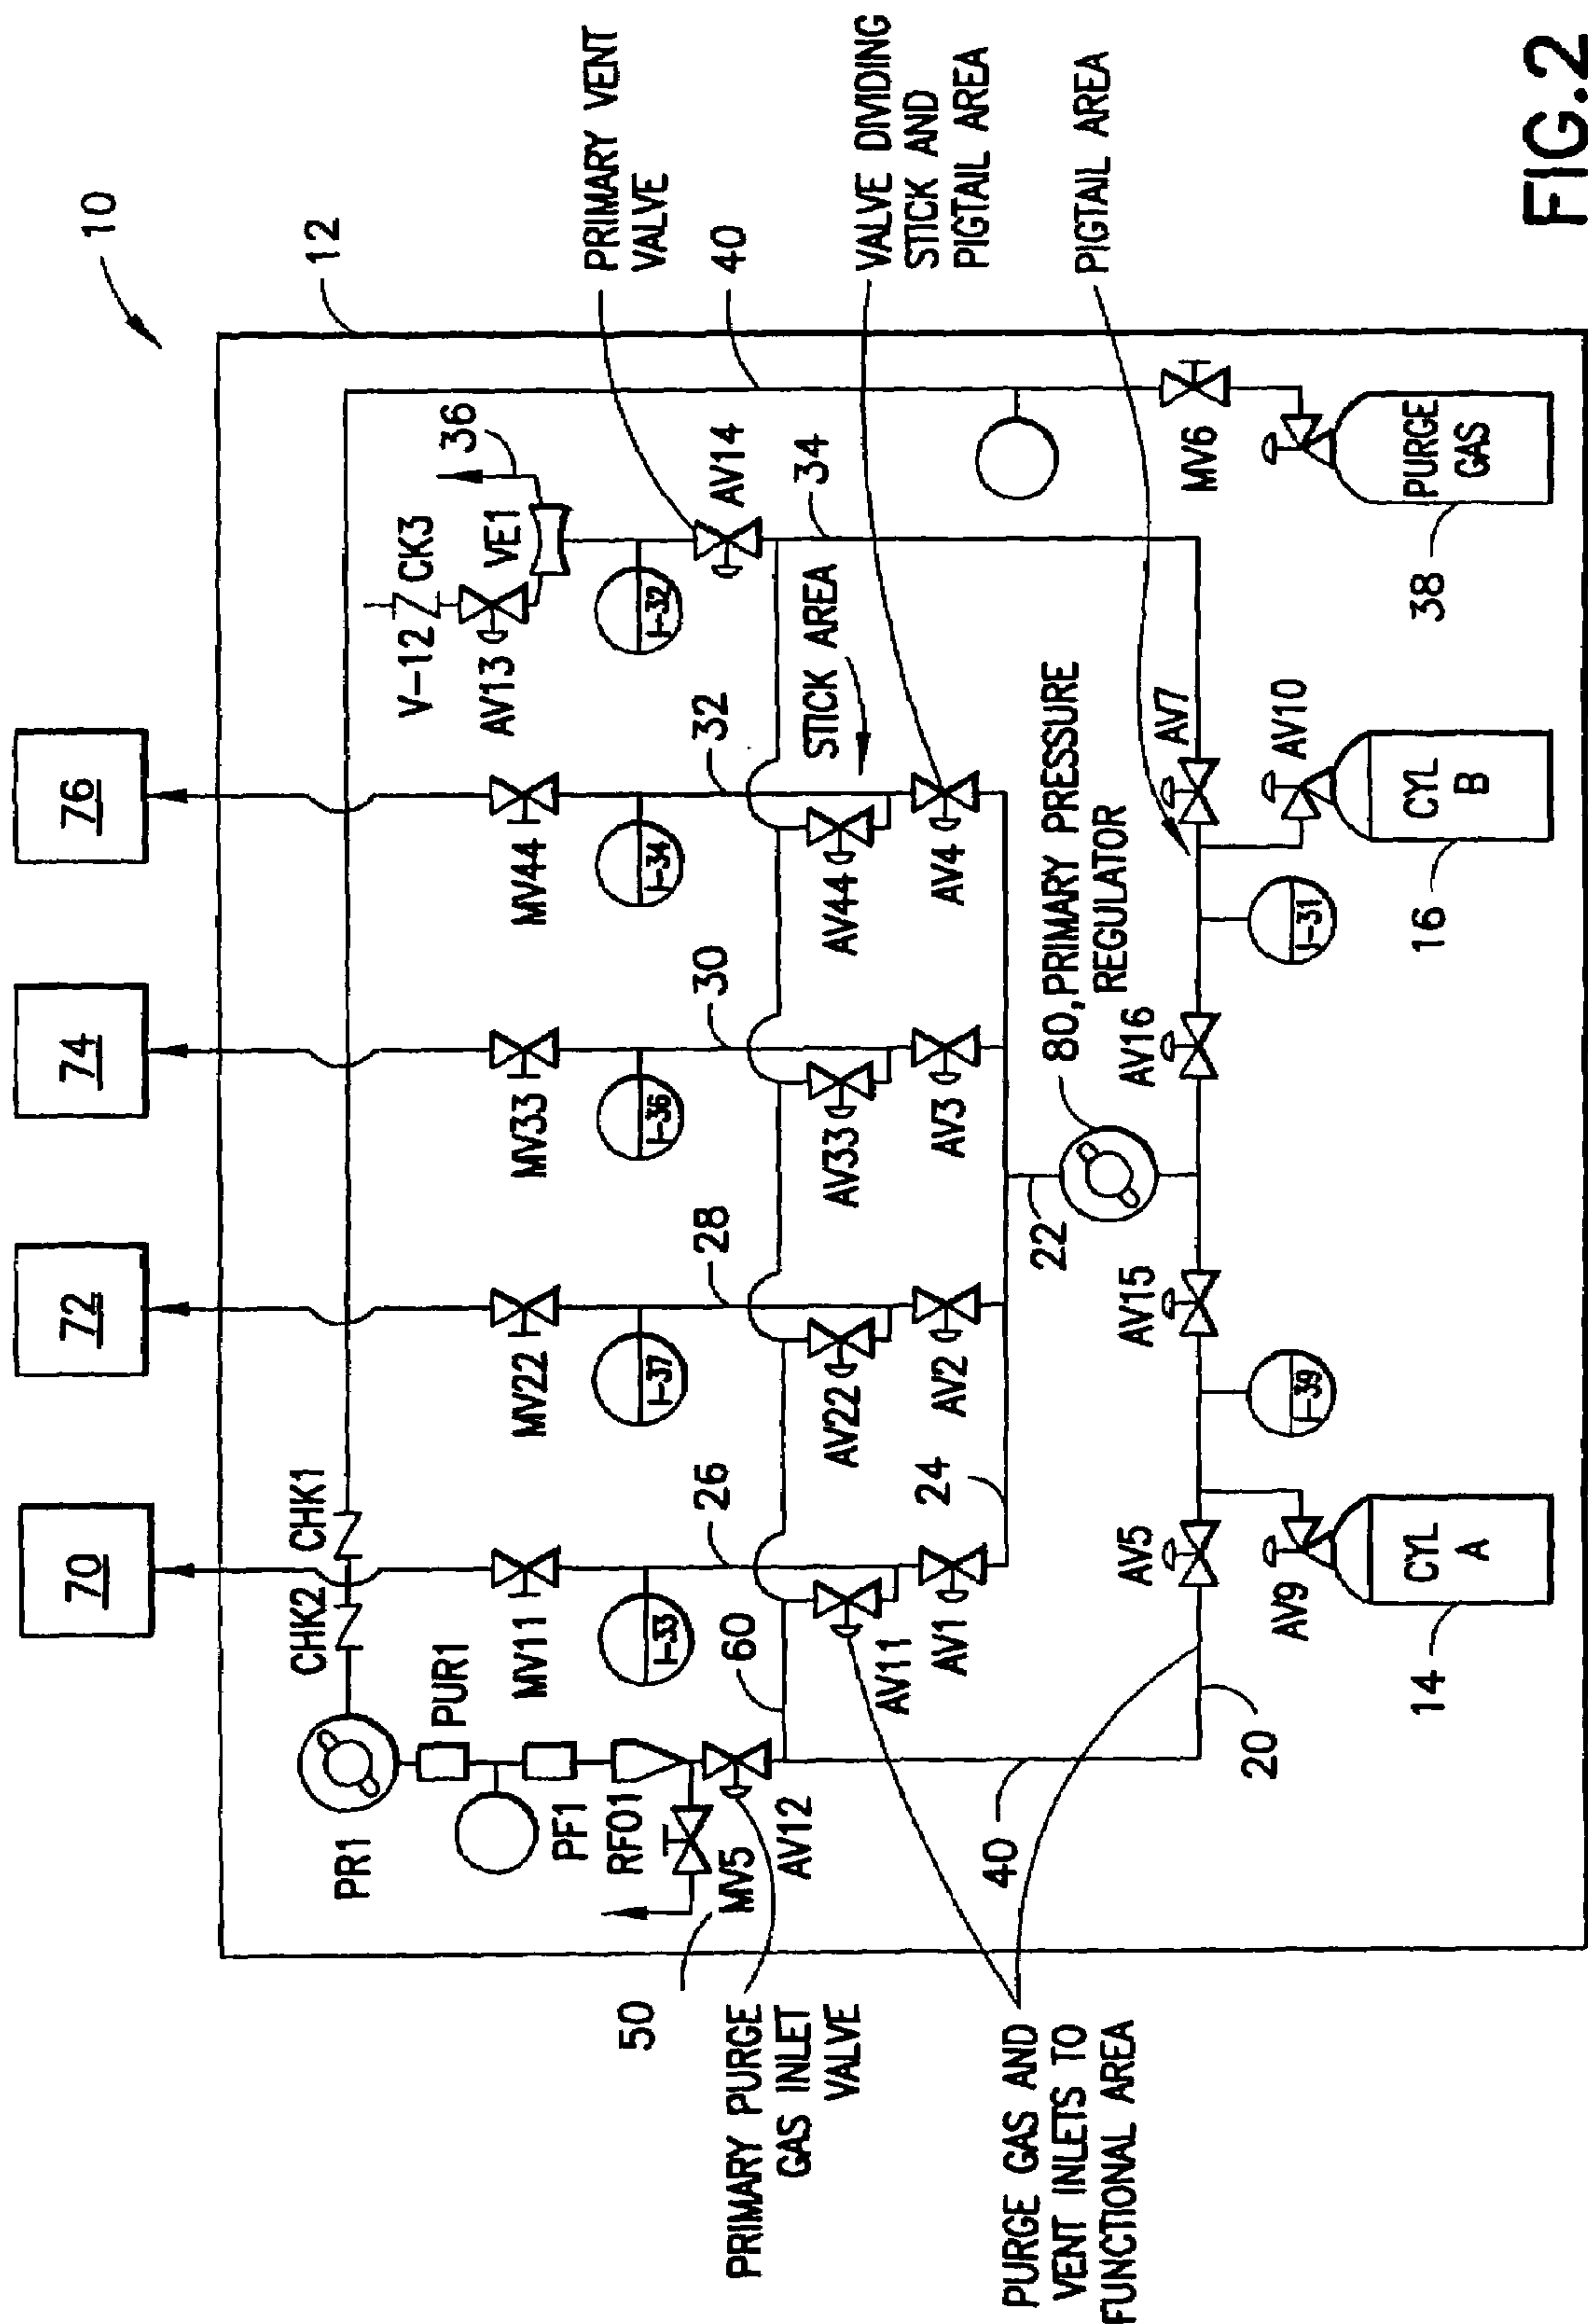 FIG.2
10
12
70
72
74
76
PRIMARY VENT
VALVE
40
VALVE DIVIDING
STICK AND
PIGTAIL AREA
PIGTAIL AREA
CHK2
CHK1
PR1
PUR1
PF1
RF01
MV5
AV12
50
PRIMARY PURGE
GAS INLET
VALVE
PURGE GAS AND
VENT INLETS TO
FUNCTIONAL AREA
MV11
MV22
MV33
MV44
V-12
CK3
AV13
VE1
36
AV14
I-33
I-37
I-36
I-34
I-32
60
26
28
30
32
34
STICK AREA
AV11
AV22
AV33
AV44
AV1
AV2
AV3
AV4
24
22
80,PRIMARY PRESSURE
REGULATOR
40
20
AV5
AV15
AV16
AV7
I-39
I-31
AV9
AV10
MV6
CYL
A
CYL
B
PURGE
GAS
14
16
38